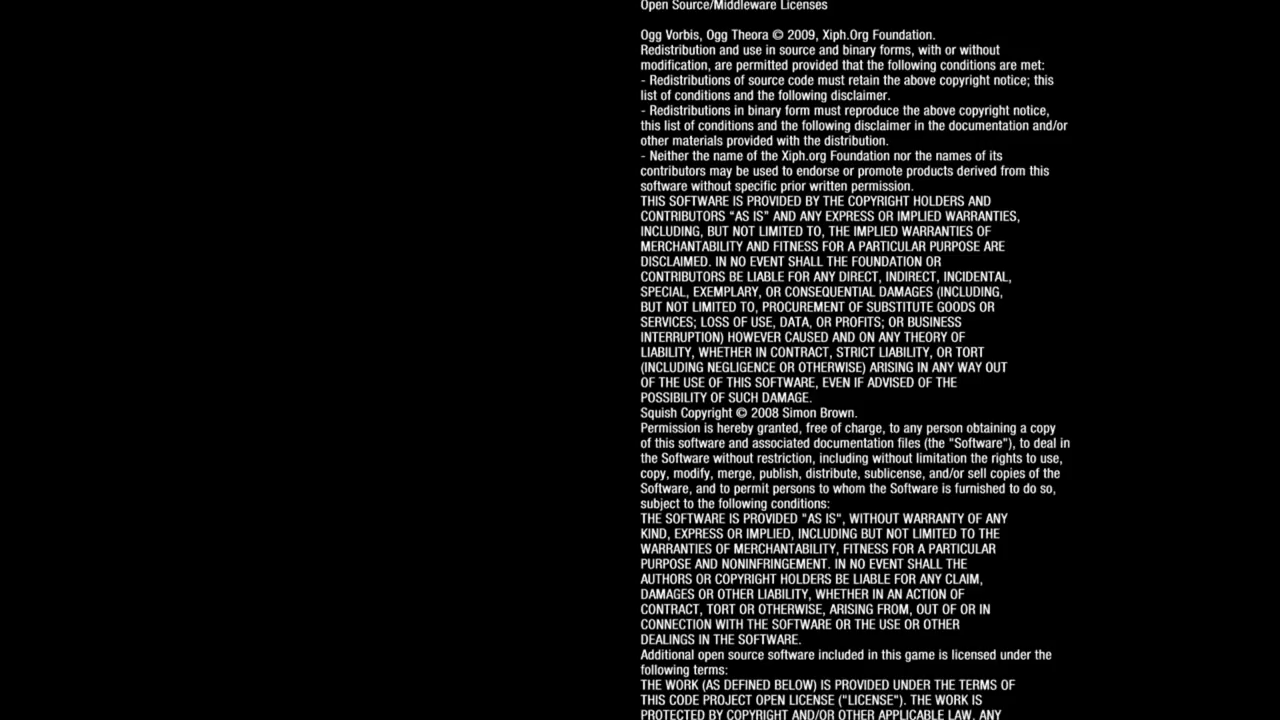 Open Source/Middleware Licenses
Ogg Vorbis, Ogg Theora © 2009, Xiph.Org Foundation.
Redistribution and use in source and binary forms, with or without
modification, are permitted provided that the following conditions are met:
- Redistributions of source code must retain the above copyright notice; this
list of conditions and the following disclaimer.
- Redistributions in binary form must reproduce the above copyright notice,
this list of conditions and the following disclaimer in the documentation and/or
other materials provided with the distribution.
- Neither the name of the Xiph.org Foundation nor the names of its
contributors may be used to endorse or promote products derived from this
software without specific prior written permission.
THIS SOFTWARE IS PROVIDED BY THE COPYRIGHT HOLDERS AND
CONTRIBUTORS “AS IS” AND ANY EXPRESS OR IMPLIED WARRANTIES,
INCLUDING, BUT NOT LIMITED TO, THE IMPLIED WARRANTIES OF
MERCHANTABILITY AND FITNESS FOR A PARTICULAR PURPOSE ARE
DISCLAIMED. IN NO EVENT SHALL THE FOUNDATION OR
CONTRIBUTORS BE LIABLE FOR ANY DIRECT, INDIRECT, INCIDENTAL,
SPECIAL, EXEMPLARY, OR CONSEQUENTIAL DAMAGES (INCLUDING,
BUT NOT LIMITED TO, PROCUREMENT OF SUBSTITUTE GOODS OR
SERVICES; LOSS OF USE, DATA, OR PROFITS; OR BUSINESS
INTERRUPTION) HOWEVER CAUSED AND ON ANY THEORY OF
LIABILITY, WHETHER IN CONTRACT, STRICT LIABILITY, OR TORT
(INCLUDING NEGLIGENCE OR OTHERWISE) ARISING IN ANY WAY OUT
OF THE USE OF THIS SOFTWARE, EVEN IF ADVISED OF THE
POSSIBILITY OF SUCH DAMAGE.
Squish Copyright © 2008 Simon Brown.
Permission is hereby granted, free of charge, to any person obtaining a copy
of this software and associated documentation files (the "Software"), to deal in
the Software without restriction, including without limitation the rights to use,
copy, modify, merge, publish, distribute, sublicense, and/or sell copies of the
Software, and to permit persons to whom the Software is furnished to do so,
subject to the following conditions:
THE SOFTWARE IS PROVIDED "AS IS", WITHOUT WARRANTY OF ANY
KIND, EXPRESS OR IMPLIED, INCLUDING BUT NOT LIMITED TO THE
WARRANTIES OF MERCHANTABILITY, FITNESS FOR A PARTICULAR
PURPOSE AND NONINFRINGEMENT. IN NO EVENT SHALL THE
AUTHORS OR COPYRIGHT HOLDERS BE LIABLE FOR ANY CLAIM,
DAMAGES OR OTHER LIABILITY, WHETHER IN AN ACTION OF
CONTRACT, TORT OR OTHERWISE, ARISING FROM, OUT OF OR IN
CONNECTION WITH THE SOFTWARE OR THE USE OR OTHER
DEALINGS IN THE SOFTWARE.
Additional open source software included in this game is licensed under the
following terms:
THE WORK (AS DEFINED BELOW) IS PROVIDED UNDER THE TERMS OF
THIS CODE PROJECT OPEN LICENSE ("LICENSE"). THE WORK IS
PROTECTED BY COPYRIGHT AND/OR OTHER APPLICABLE LAW. ANY